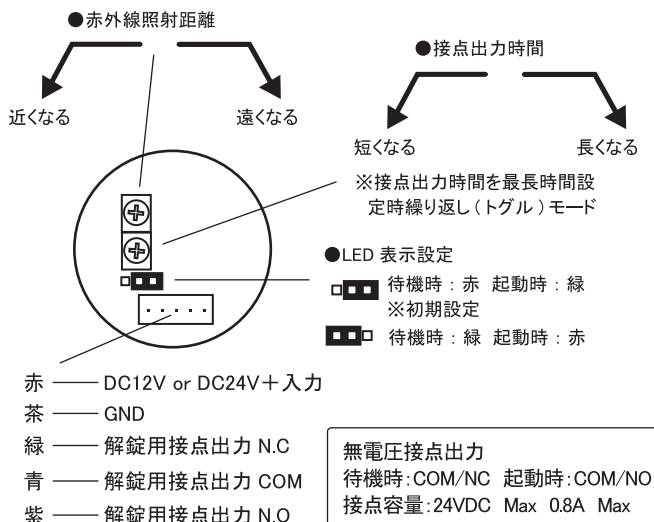 ●赤外線照射距離
近くなる
遠くなる
●接点出力時間
短くなる
長くなる
※接点出力時間を最長時間設
定時繰り返し(トグル)モード
●LED 表示設定
待機時:赤 起動時:緑
※初期設定
待機時:緑 起動時:赤
赤 DC12V or DC24V+入力
茶 GND
緑 解錠用接点出力 N.C
青 解錠用接点出力 COM
紫 解錠用接点出力 N.O
無電圧接点出力
待機時:COM/NC 起動時:COM/NO
接点容量:24VDC Max 0.8A Max